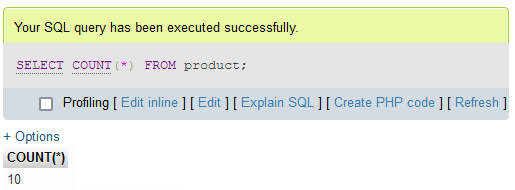 Your SQL query has been executed successfully.
SELECT COUNT(*) FROM product;
Profiling [ Edit inline ] [ Edit ] [ Explain SQL ] [ Create PHP code ] [ Refresh ]
+ Options
COUNT(*)
10